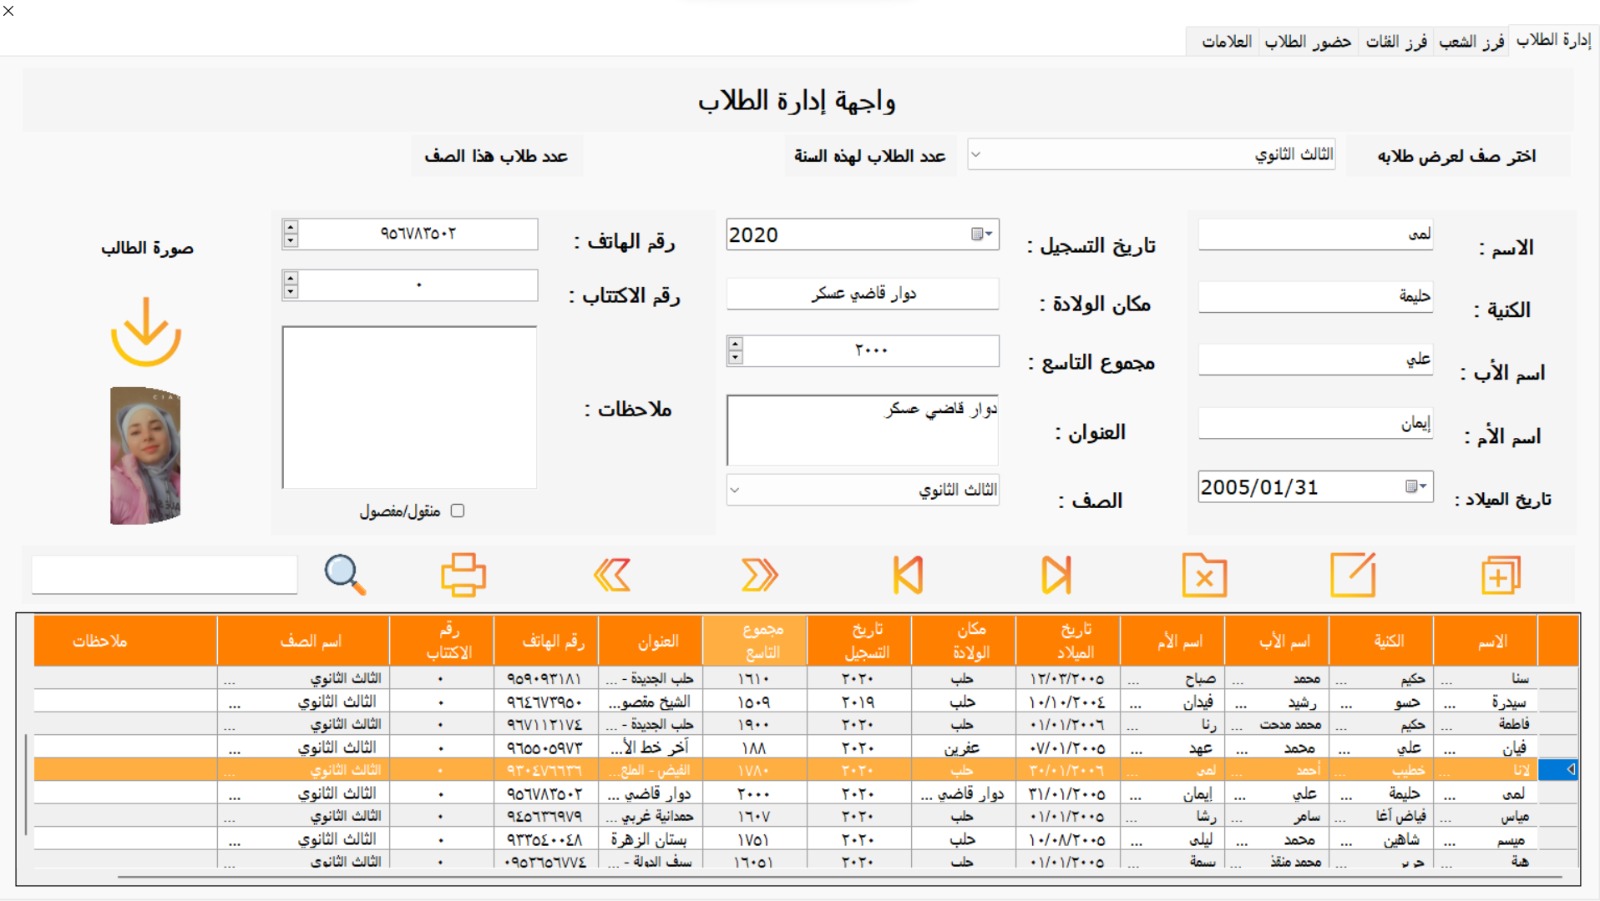 إدارة الطلاب
فرز الشعب
فرز الفئات
حضور الطلاب
العلامات
واجهة إدارة الطلاب
اختر صف لعرض طلابه
الثالث الثانوي
عدد الطلاب لهذه السنة
عدد طلاب هذا الصف
الاسم :
لمى
الكنية :
حليمة
اسم الأب :
علي
اسم الأم :
إيمان
تاريخ الميلاد :
2005/01/31
تاريخ التسجيل :
2020
مكان الولادة :
دوار قاضي عسكر
مجموع التاسع :
٢٠٠٠
العنوان :
دوار قاضي عسكر
الصف :
الثالث الثانوي
رقم الهاتف :
٩٥٦٧٨٣٥٠٢
رقم الاكتتاب :
٠
ملاحظات :
منقول/مفصول
صورة الطالب
الاسم الكنية اسم الأب اسم الأم تاريخ الميلاد مكان الولادة تاريخ التسجيل مجموع التاسع العنوان رقم الهاتف رقم الاكتتاب اسم الصف ملاحظات
سنا ... حكيم ... محمد ... صباح ... ١٢/٠٣/٢٠٠٥ حلب ٢٠٢٠ ١٦١٠ حلب الجديدة - ... ٩٥٩٠٩٣١٨١ ٠ الثالث الثانوي ...
سيدرة ... حسو ... رشيد ... فيدان ... ١٠/١٠/٢٠٠٤ حلب ٢٠١٩ ١٥٠٩ الشيخ مقصو... ٩٦٤٦٧٣٩٥٠ ٠ الثالث الثانوي ...
فاطمة ... حكيم ... محمد مدحت ... رنا ... ٠١/٠١/٢٠٠٦ حلب ٢٠٢٠ ١٩٠٠ حلب الجديدة - ... ٩٦٧١١٢١٧٤ ٠ الثالث الثانوي ...
فيان ... علي ... محمد ... عهد ... ٠٧/٠١/٢٠٠٥ عفرين ٢٠٢٠ ١٨٨ آخر خط الأ... ٩٦٥٥٠٥٩٧٣ ٠ الثالث الثانوي ...
لانا ... خطيب ... أحمد ... لمى ... ٣٠/٠١/٢٠٠٦ حلب ٢٠٢٠ ١٧٨٠ الفيض - الملع... ٩٣٠٤٧٦٦٣٦ ٠ الثالث الثانوي ...
لمى ... حليمة ... علي ... إيمان ... ٣١/٠١/٢٠٠٥ دوار قاضي ... ٢٠٢٠ ٢٠٠٠ دوار قاضي ... ٩٥٦٧٨٣٥٠٢ ٠ الثالث الثانوي ...
مياس ... فياض آغا ... سامر ... رشا ... ٠١/٠١/٢٠٠٥ حلب ٢٠٢٠ ١٦٠٧ حمدانية غربي ... ٩٤٥٦٣٦٩٧٩ ٠ الثالث الثانوي ...
ميسم ... شاهين ... محمد ... ليلى ... ١٠/٠٨/٢٠٠٥ حلب ٢٠٢٠ ١٧٥١ بستان الزهرة ٩٣٣٥٤٠٠٤٨ ٠ الثالث الثانوي ...
هبة ... حرير ... محمد منقذ ... بسمة ... ٠١/٠١/٢٠٠٥ حلب ٢٠٢٠ ١٦٠٥١ سيف الدولة - ... ٠٩٥٢٦٥٦٧٧٤ ٠ الثالث الثانوي ...